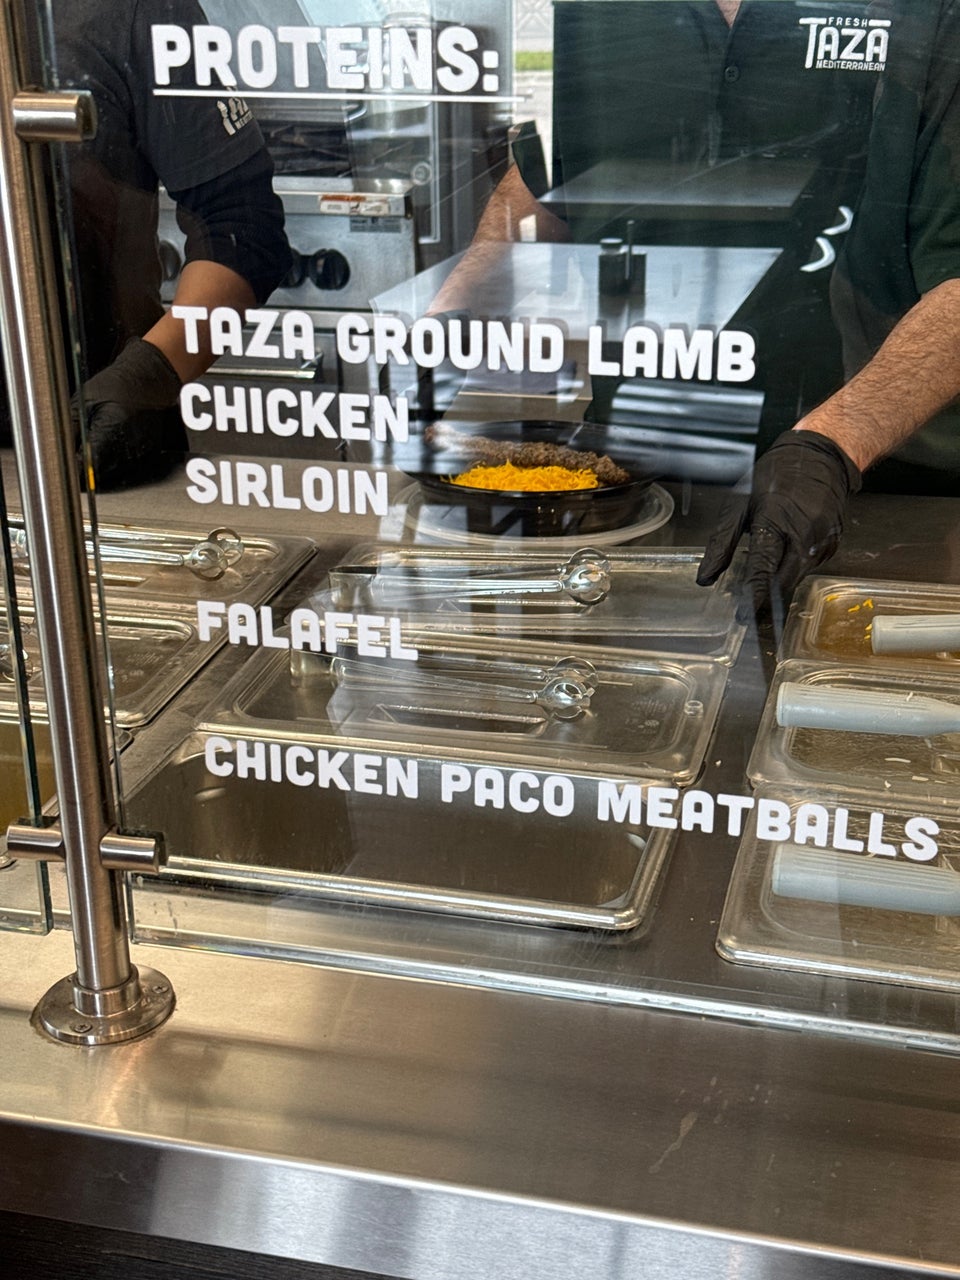 PROTEINS:
FRESH
TAZA
MEDITERRANEAN
TAZA GROUND LAMB
CHICKEN
SIRLOIN
FALAFEL
CHICKEN PACO MEATBALLS